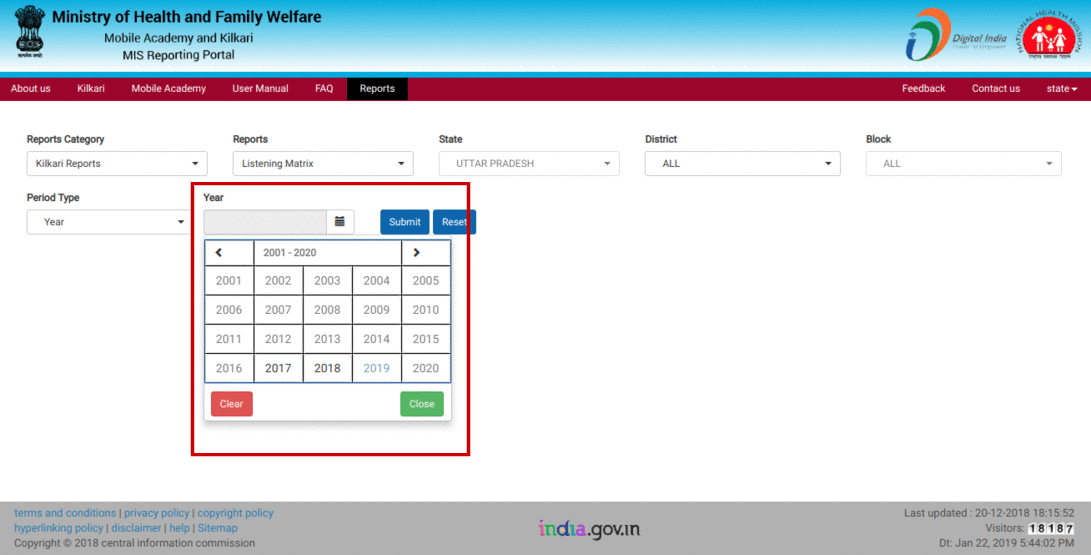 Ministry of Health and Family Welfare
Mobile Academy and Kilkari
MIS Reporting Portal
Digital India
Power To Empower
NATIONAL HEALTH MISSION
About us Kilkari Mobile Academy User Manual FAQ Reports Feedback Contact us state
Reports Category Reports State District Block
Kilkari Reports Listening Matrix UTTAR PRADESH ALL ALL
Period Type Year
Year Submit Reset
2001 - 2020
2001 2002 2003 2004 2005
2006 2007 2008 2009 2010
2011 2012 2013 2014 2015
2016 2017 2018 2019 2020
Clear Close
terms and conditions | privacy policy | copyright policy
hyperlinking policy | disclaimer | help | Sitemap
Copyright © 2018 central information commission
india.gov.in
Last updated : 20-12-2018 18:15:52
Visitors: 18187
Dt: Jan 22, 2019 5:44:02 PM